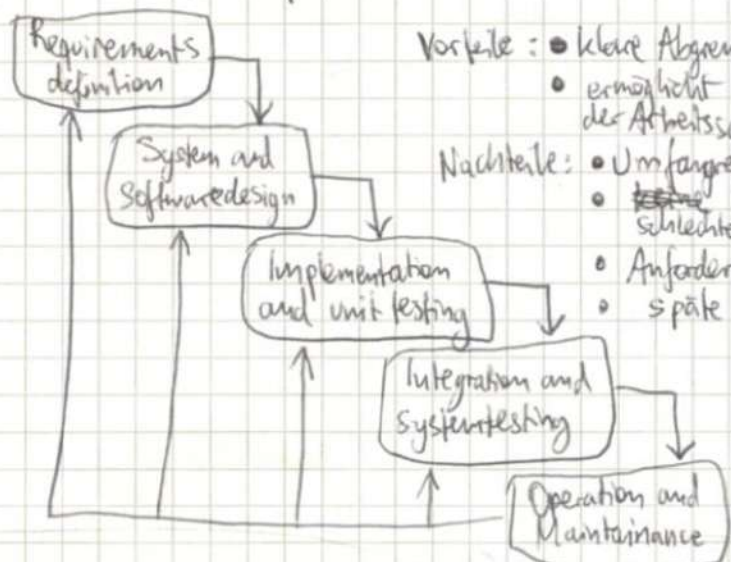 Requirements
definition
System and
Softwaredesign
Implementation
and unit testing
Integration and
systemtesting
Operation and
Maintainance
Vorteile : • klare Abgren
• ermöglicht
der Arbeitssc
Nachteile : • Umfangre
•
schlechte
• Anforder
• späte